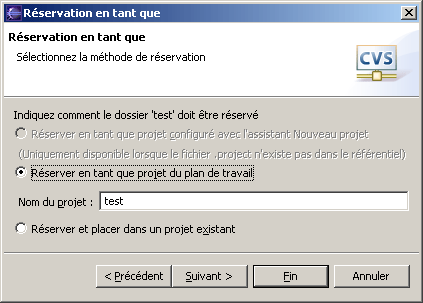 Réservation en tant que
Réservation en tant que
Sélectionnez la méthode de réservation
CVS
Indiquez comment le dossier 'test' doit être réservé
Réserver en tant que projet configuré avec l'assistant Nouveau projet
(Uniquement disponible lorsque le fichier .project n'existe pas dans le référentiel)
Réserver en tant que projet du plan de travail
Nom du projet : test
Réserver et placer dans un projet existant
< Précédent Suivant > Fin Annuler